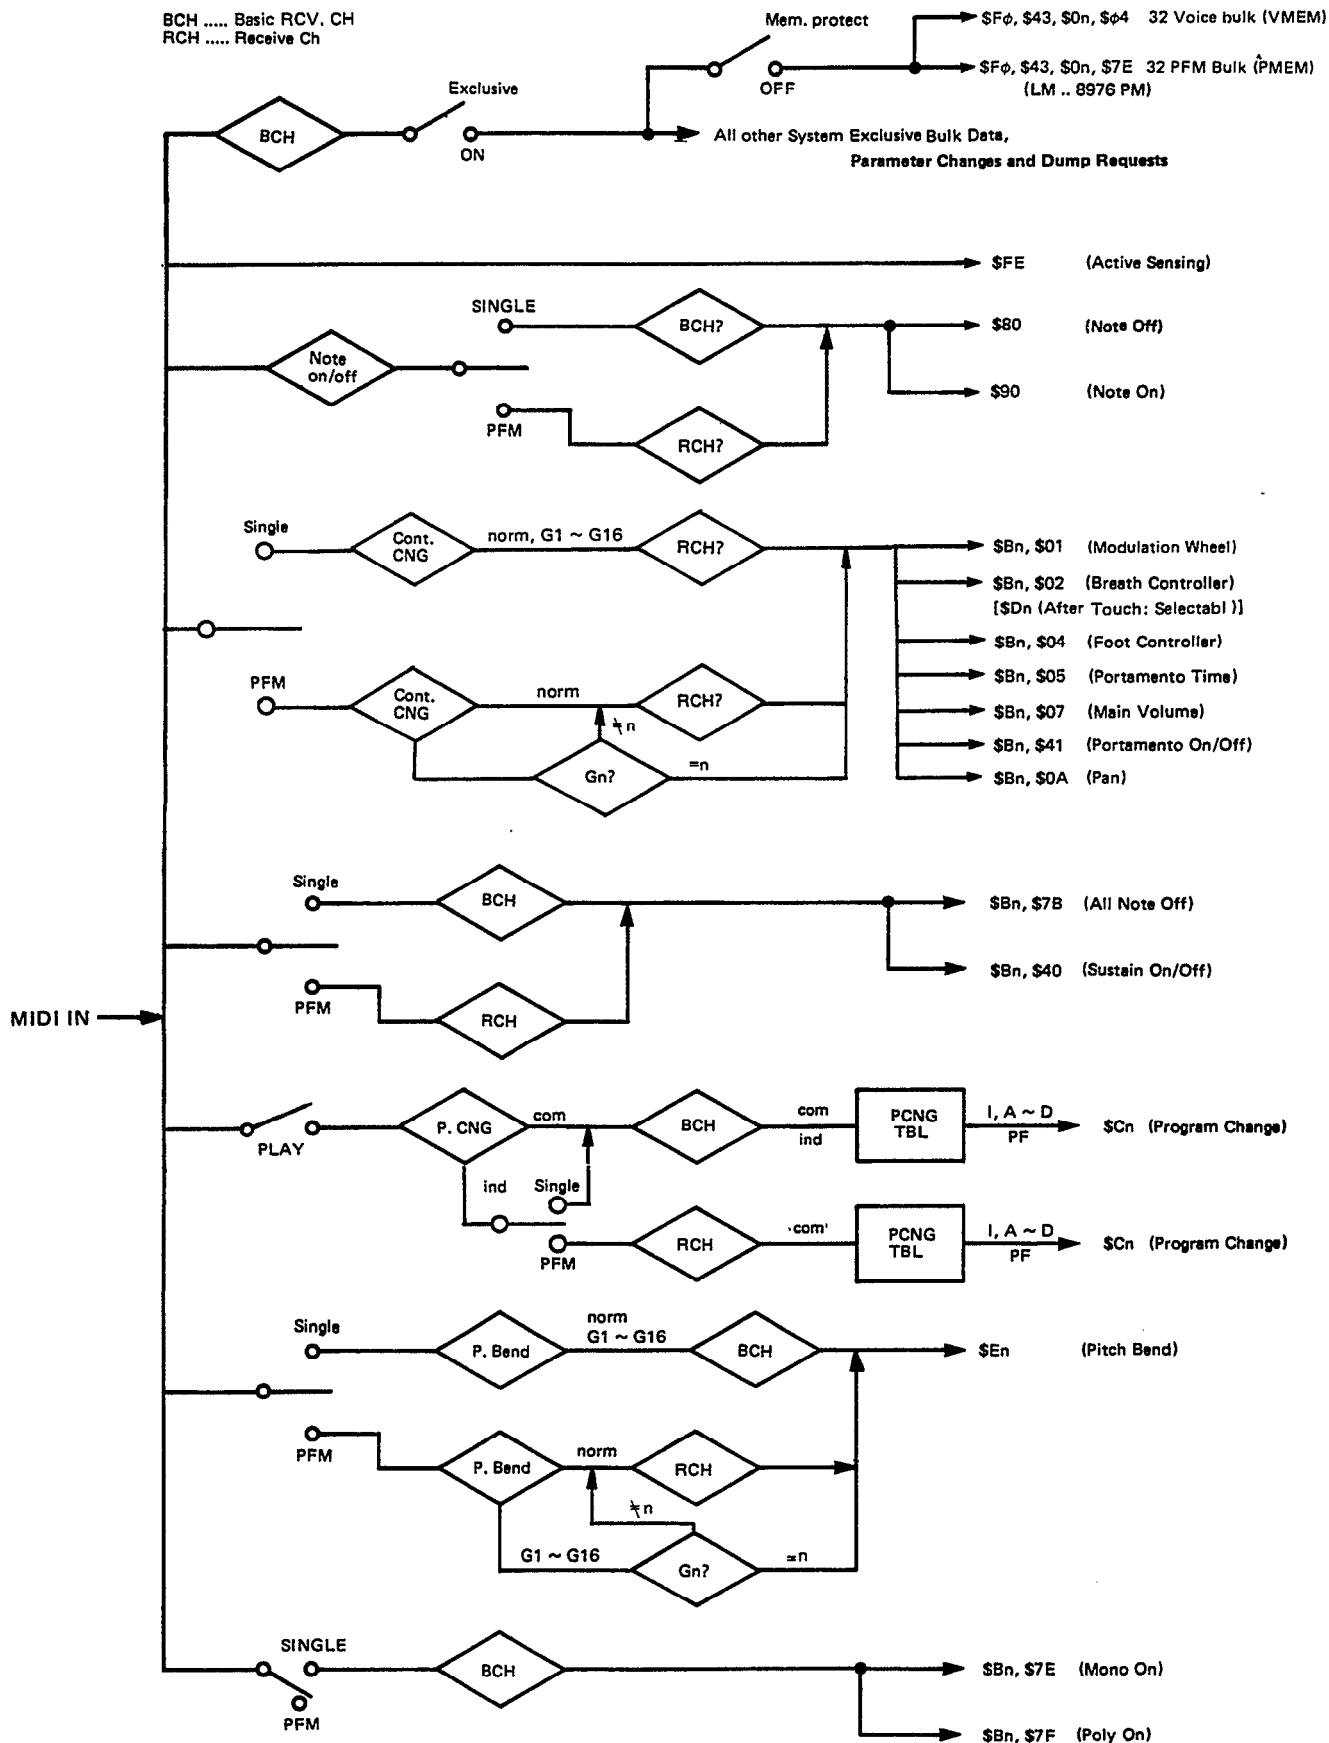 BCH ..... Basic RCV. CH
RCH ..... Receive Ch
Mem. protect
OFF
$Fφ, $43, $0n, $φ4 32 Voice bulk (VMEM)
$Fφ, $43, $0n, $7E 32 PFM Bulk (PMEM)
(LM .. 8976 PM)
BCH
Exclusive
ON
All other System Exclusive Bulk Data,
Parameter Changes and Dump Requests
$FE (Active Sensing)
Note
on/off
SINGLE
PFM
BCH?
RCH?
$80 (Note Off)
$90 (Note On)
Single
Cont.
CNG
norm, G1 ~ G16
RCH?
PFM
Cont.
CNG
norm
RCH?
≠n
Gn?
=n
$Bn, $01 (Modulation Wheel)
$Bn, $02 (Breath Controller)
[$Dn (After Touch: Selectabl )]
$Bn, $04 (Foot Controller)
$Bn, $05 (Portamento Time)
$Bn, $07 (Main Volume)
$Bn, $41 (Portamento On/Off)
$Bn, $0A (Pan)
Single
BCH
PFM
RCH
$Bn, $7B (All Note Off)
$Bn, $40 (Sustain On/Off)
MIDI IN
PLAY
P. CNG
com
BCH
com
ind
PCNG
TBL
I, A ~ D
PF
$Cn (Program Change)
ind
Single
PFM
RCH
com
PCNG
TBL
I, A ~ D
PF
$Cn (Program Change)
Single
P. Bend
norm
G1 ~ G16
BCH
$En (Pitch Bend)
PFM
P. Bend
norm
RCH
≠n
G1 ~ G16
Gn?
=n
SINGLE
PFM
BCH
$Bn, $7E (Mono On)
$Bn, $7F (Poly On)